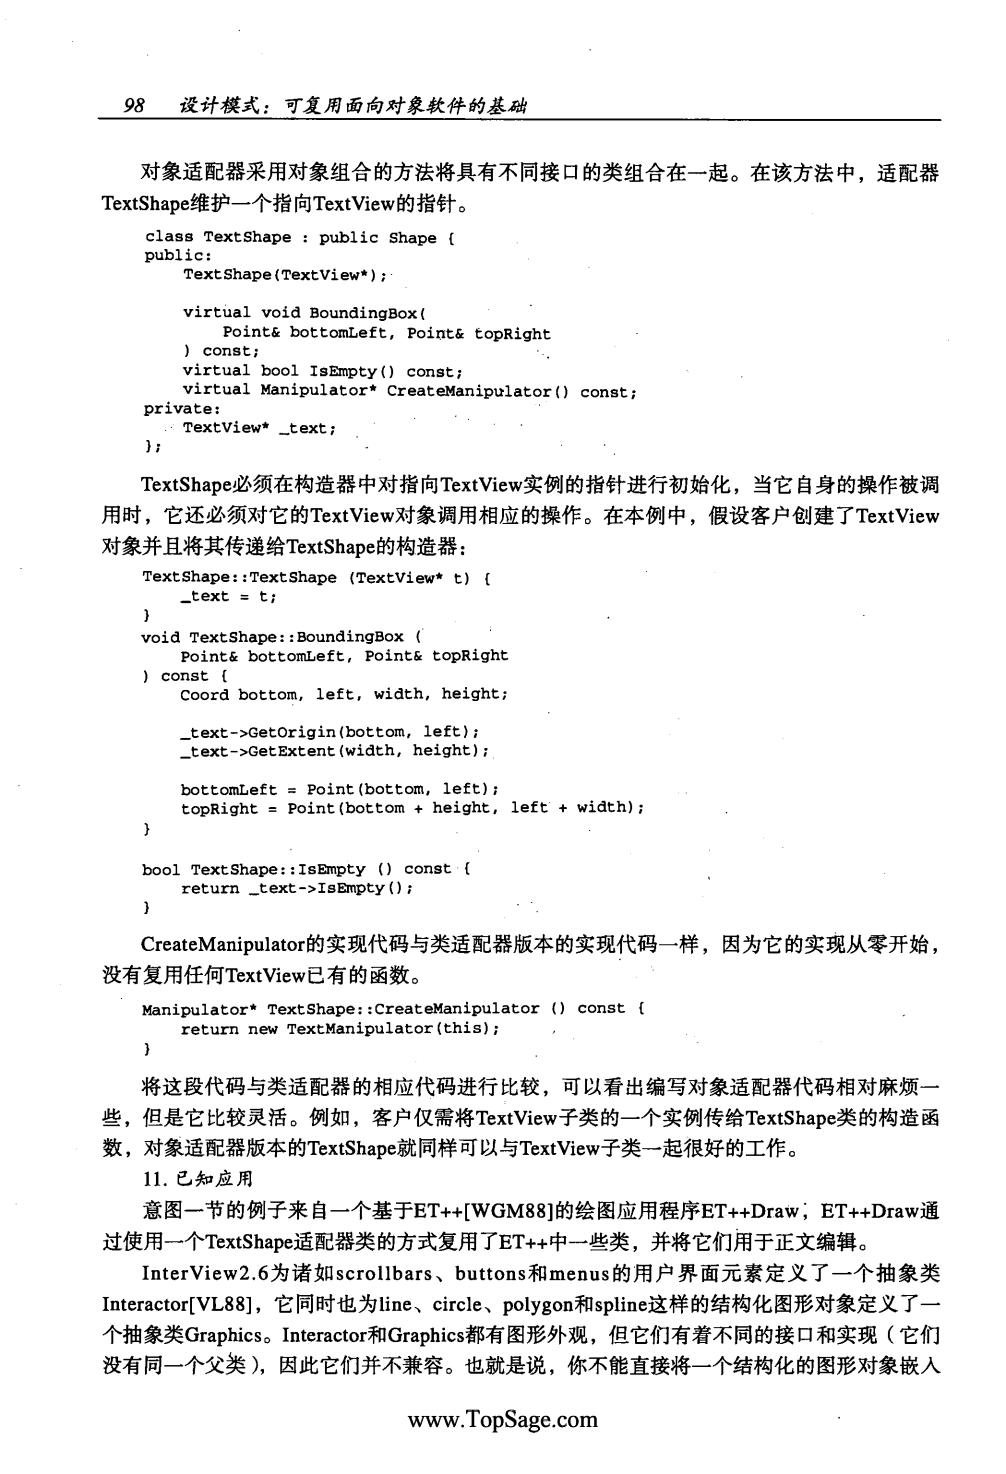 98 设计模式：可复用面向对象软件的基础
对象适配器采用对象组合的方法将具有不同接口的类组合在一起。在该方法中，适配器
TextShape维护一个指向TextView的指针。
class TextShape : public Shape {
public:
TextShape(TextView*);
virtual void BoundingBox(
Point& bottomLeft, Point& topRight
) const;
virtual bool IsEmpty() const;
virtual Manipulator* CreateManipulator() const;
private:
TextView* _text;
};
TextShape必须在构造器中对指向TextView实例的指针进行初始化，当它自身的操作被调
用时，它还必须对它的TextView对象调用相应的操作。在本例中，假设客户创建了TextView
对象并且将其传递给TextShape的构造器：
TextShape::TextShape (TextView* t) {
_text = t;
}
void TextShape::BoundingBox (
Point& bottomLeft, Point& topRight
) const {
Coord bottom, left, width, height;
_text->GetOrigin(bottom, left);
_text->GetExtent(width, height);
bottomLeft = Point(bottom, left);
topRight = Point(bottom + height, left + width);
}
bool TextShape::IsEmpty () const {
return _text->IsEmpty();
}
CreateManipulator的实现代码与类适配器版本的实现代码一样，因为它的实现从零开始，
没有复用任何TextView已有的函数。
Manipulator* TextShape::CreateManipulator () const {
return new TextManipulator(this);
}
将这段代码与类适配器的相应代码进行比较，可以看出编写对象适配器代码相对麻烦一
些，但是它比较灵活。例如，客户仅需将TextView子类的一个实例传给TextShape类的构造函
数，对象适配器版本的TextShape就同样可以与TextView子类一起很好的工作。
11. 已知应用
意图一节的例子来自一个基于ET++[WGM88]的绘图应用程序ET++Draw，ET++Draw通
过使用一个TextShape适配器类的方式复用了ET++中一些类，并将它们用于正文编辑。
InterView2.6为诸如scrollbars、buttons和menus的用户界面元素定义了一个抽象类
Interactor[VL88]，它同时也为line、circle、polygon和spline这样的结构化图形对象定义了一
个抽象类Graphics。Interactor和Graphics都有图形外观，但它们有着不同的接口和实现（它们
没有同一个父类），因此它们并不兼容。也就是说，你不能直接将一个结构化的图形对象嵌入
www.TopSage.com